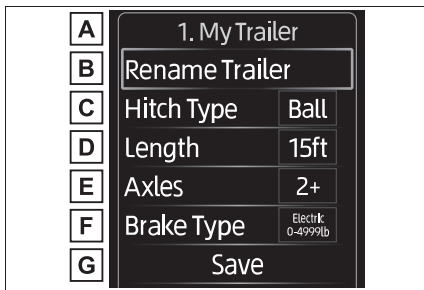 A 1. My Trailer
B Rename Trailer
C Hitch Type Ball
D Length 15ft
E Axles 2+
F Brake Type Electric 0-4999lb
G Save